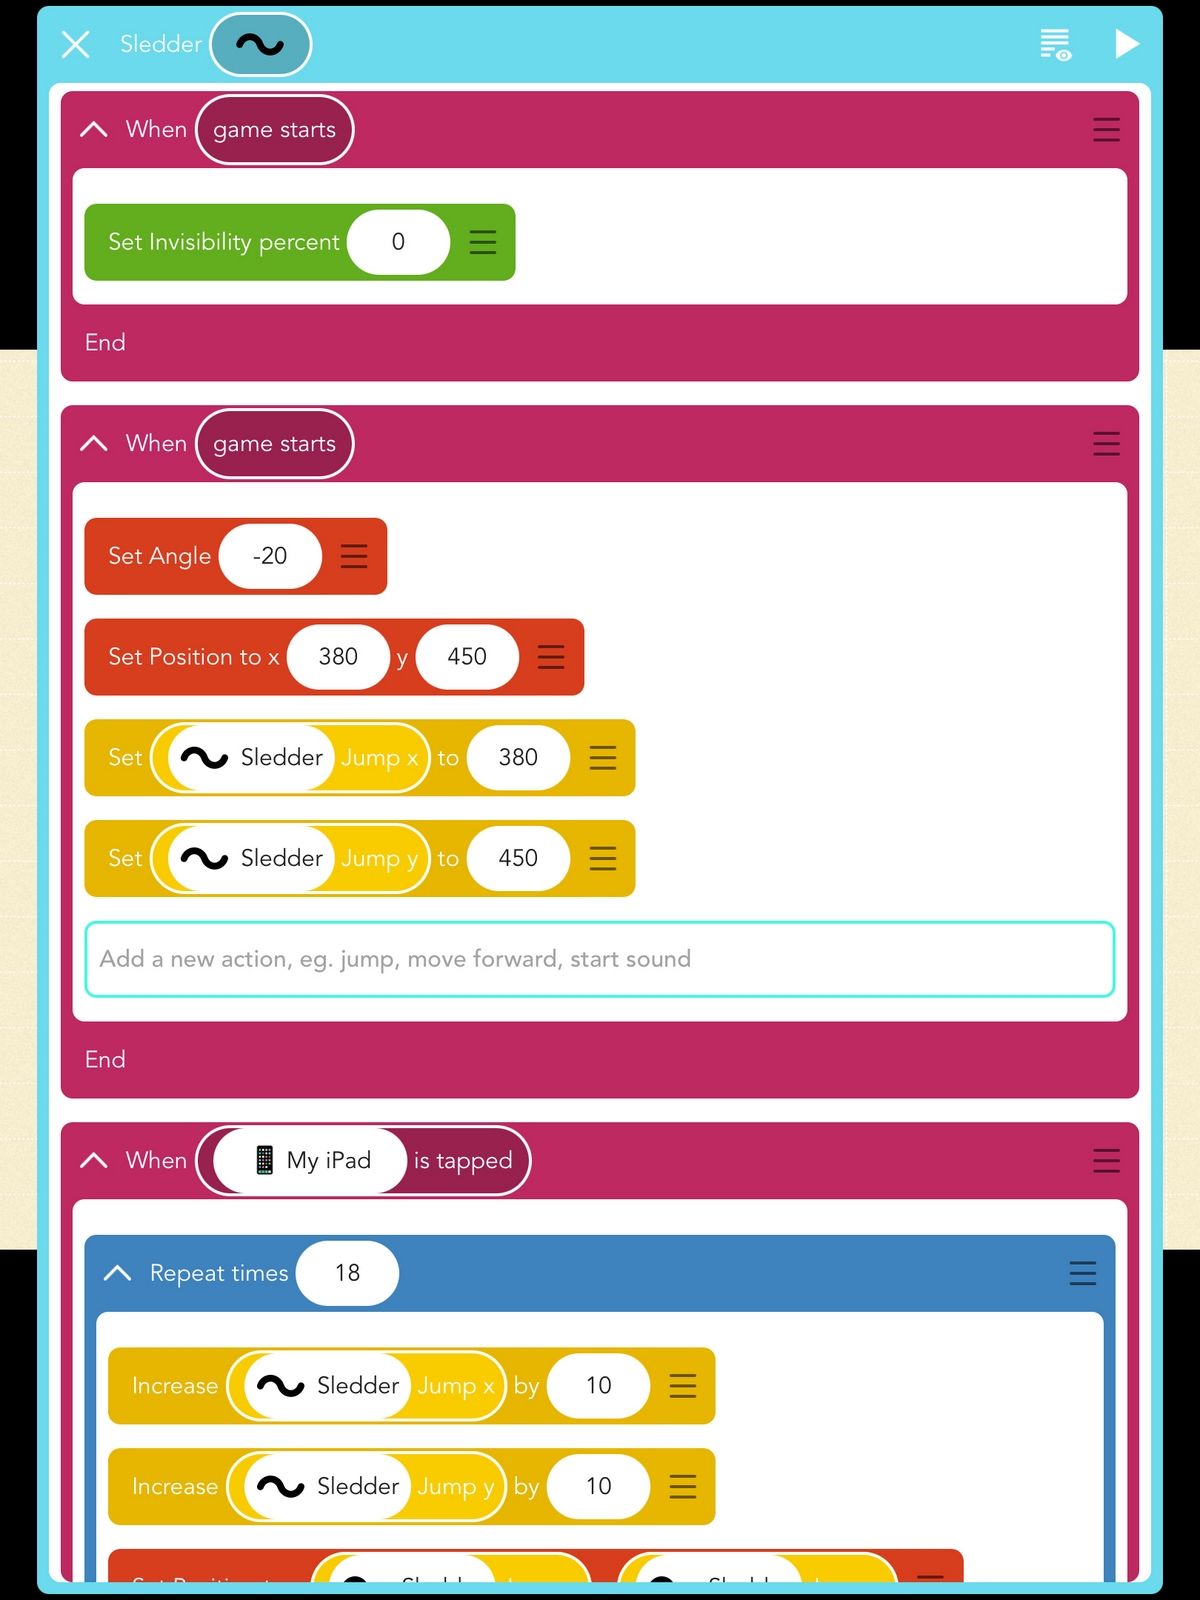 Sledder
When game starts
Set Invisibility percent 0
End
When game starts
Set Angle -20
Set Position to x 380 y 450
Set Sledder Jump x to 380
Set Sledder Jump y to 450
Add a new action, eg. jump, move forward, start sound
End
When My iPad is tapped
Repeat times 18
Increase Sledder Jump x by 10
Increase Sledder Jump y by 10